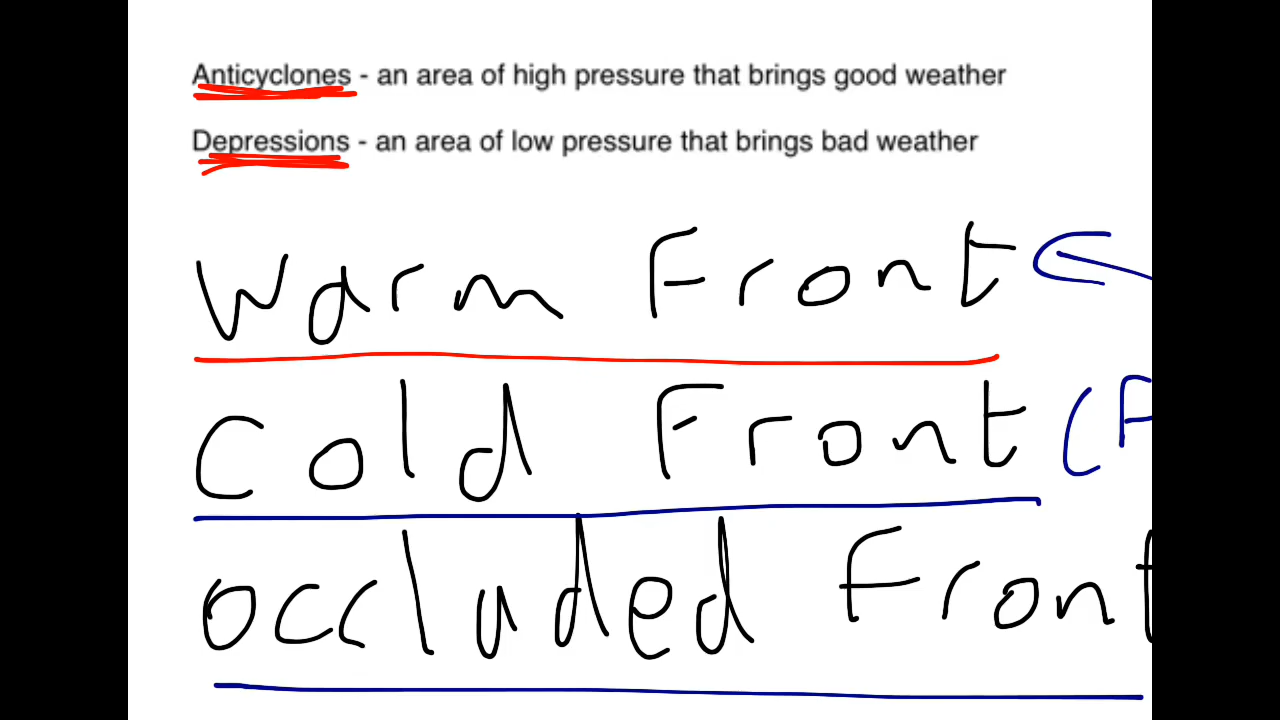 Anticyclones - an area of high pressure that brings good weather
Depressions - an area of low pressure that brings bad weather
Warm Front
Cold Front (F
occluded Front